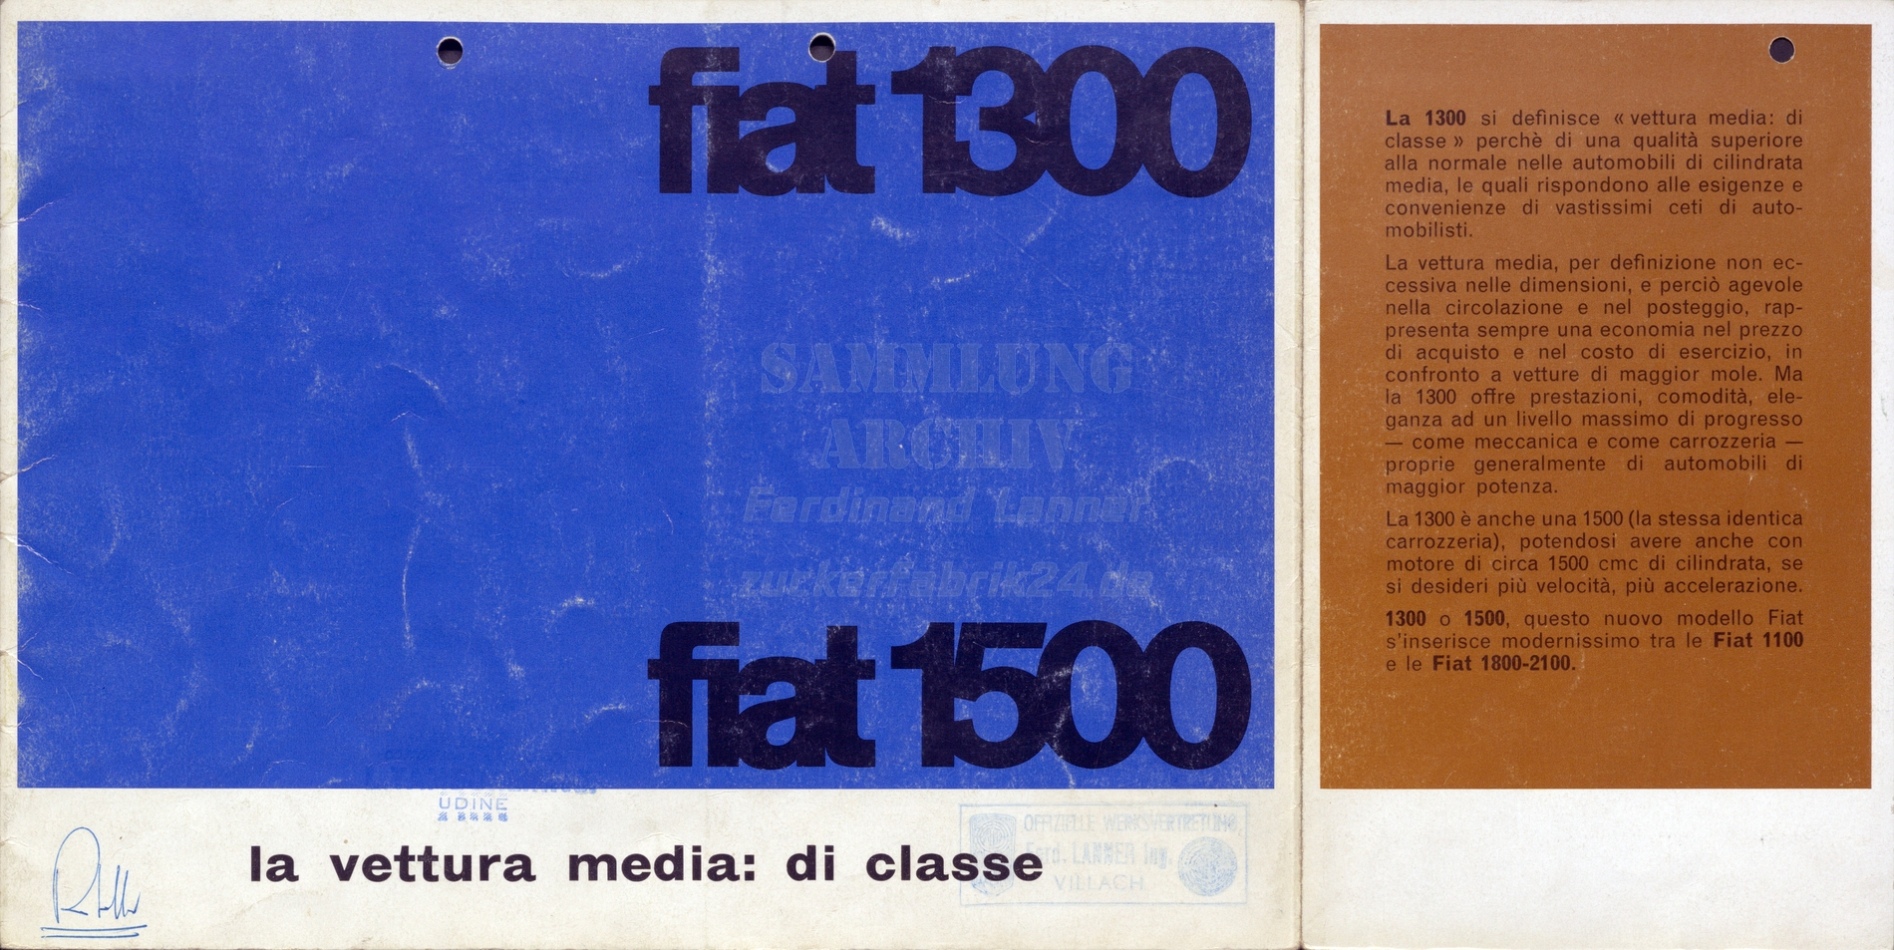 fiat 1300
SAMMLUNG
ARCHIV
Ferdinand Lanner
zuckerfabrik24.de
fiat 1500
UDINE
la vettura media: di classe
OFFIZIELLE WERKSVERTRETUNG
Ferd. LANNER Ing.
VILLACH
La 1300 si definisce « vettura media: di
classe » perchè di una qualità superiore
alla normale nelle automobili di cilindrata
media, le quali rispondono alle esigenze e
convenienze di vastissimi ceti di auto-
mobilisti.
La vettura media, per definizione non ec-
cessiva nelle dimensioni, e perciò agevole
nella circolazione e nel posteggio, rap-
presenta sempre una economia nel prezzo
di acquisto e nel costo di esercizio, in
confronto a vetture di maggior mole. Ma
la 1300 offre prestazioni, comodità, ele-
ganza ad un livello massimo di progresso
— come meccanica e come carrozzeria —
proprie generalmente di automobili di
maggior potenza.
La 1300 è anche una 1500 (la stessa identica
carrozzeria), potendosi avere anche con
motore di circa 1500 cmc di cilindrata, se
si desideri più velocità, più accelerazione.
1300 o 1500, questo nuovo modello Fiat
s'inserisce modernissimo tra le Fiat 1100
e le Fiat 1800-2100.